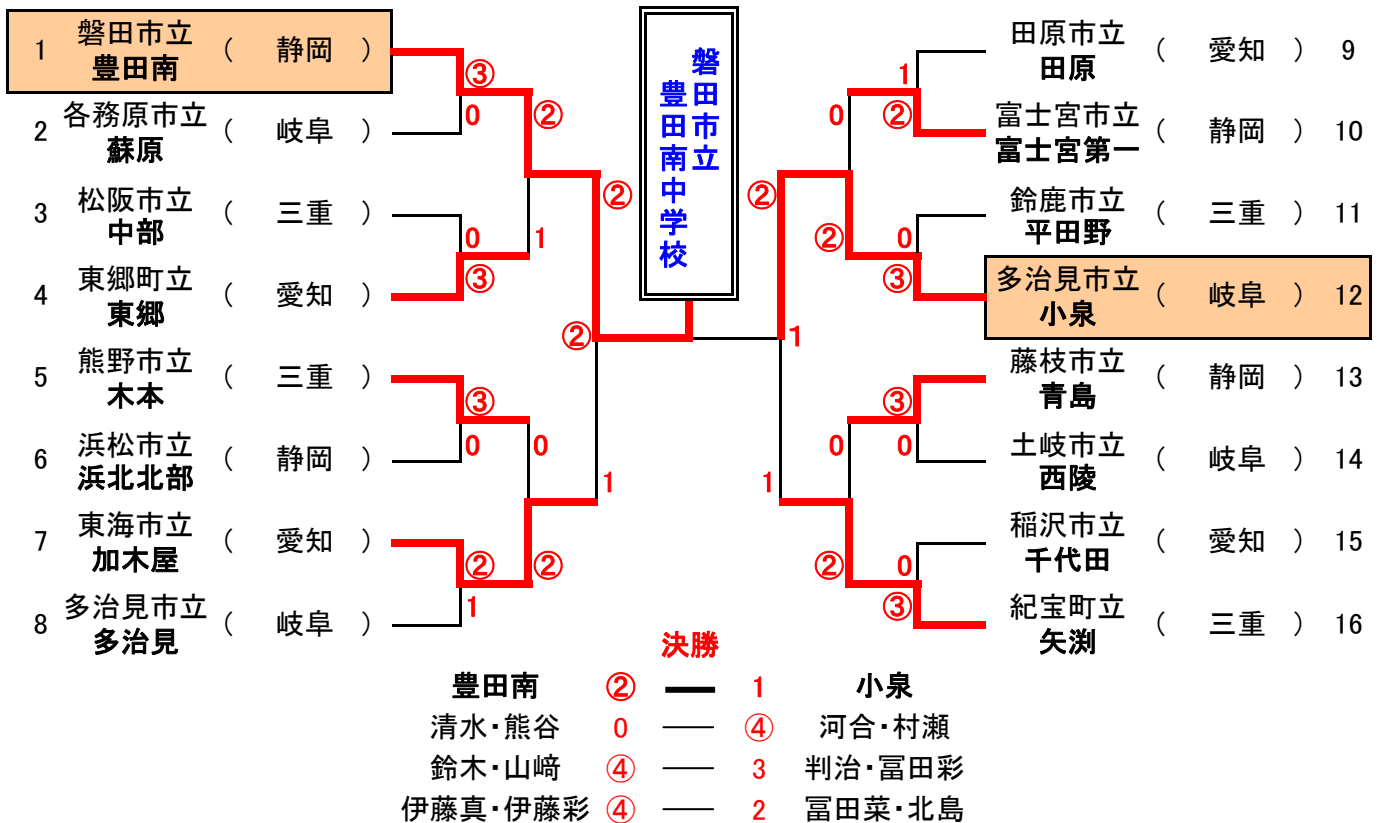 磐田市立
豊田南中学校
1 磐田市立 豊田南 ( 静岡 )
③
0
②
2 各務原市立 蘇原 ( 岐阜 )
②
3 松阪市立 中部 ( 三重 )
0
③
1
4 東郷町立 東郷 ( 愛知 )
②
5 熊野市立 木本 ( 三重 )
③
0
0
6 浜松市立 浜北北部 ( 静岡 )
1
7 東海市立 加木屋 ( 愛知 )
②
1
②
8 多治見市立 多治見 ( 岐阜 )
田原市立 田原 ( 愛知 ) 9
1
②
0
富士宮市立 富士宮第一 ( 静岡 ) 10
②
鈴鹿市立 平田野 ( 三重 ) 11
0
③
②
多治見市立 小泉 ( 岐阜 ) 12
1
藤枝市立 青島 ( 静岡 ) 13
③
0
0
土岐市立 西陵 ( 岐阜 ) 14
1
稲沢市立 千代田 ( 愛知 ) 15
0
③
②
紀宝町立 矢渕 ( 三重 ) 16
決勝
豊田南 ② 1 小泉
清水・熊谷 0 ④ 河合・村瀬
鈴木・山﨑 ④ 3 判治・冨田彩
伊藤真・伊藤彩 ④ 2 冨田菜・北島